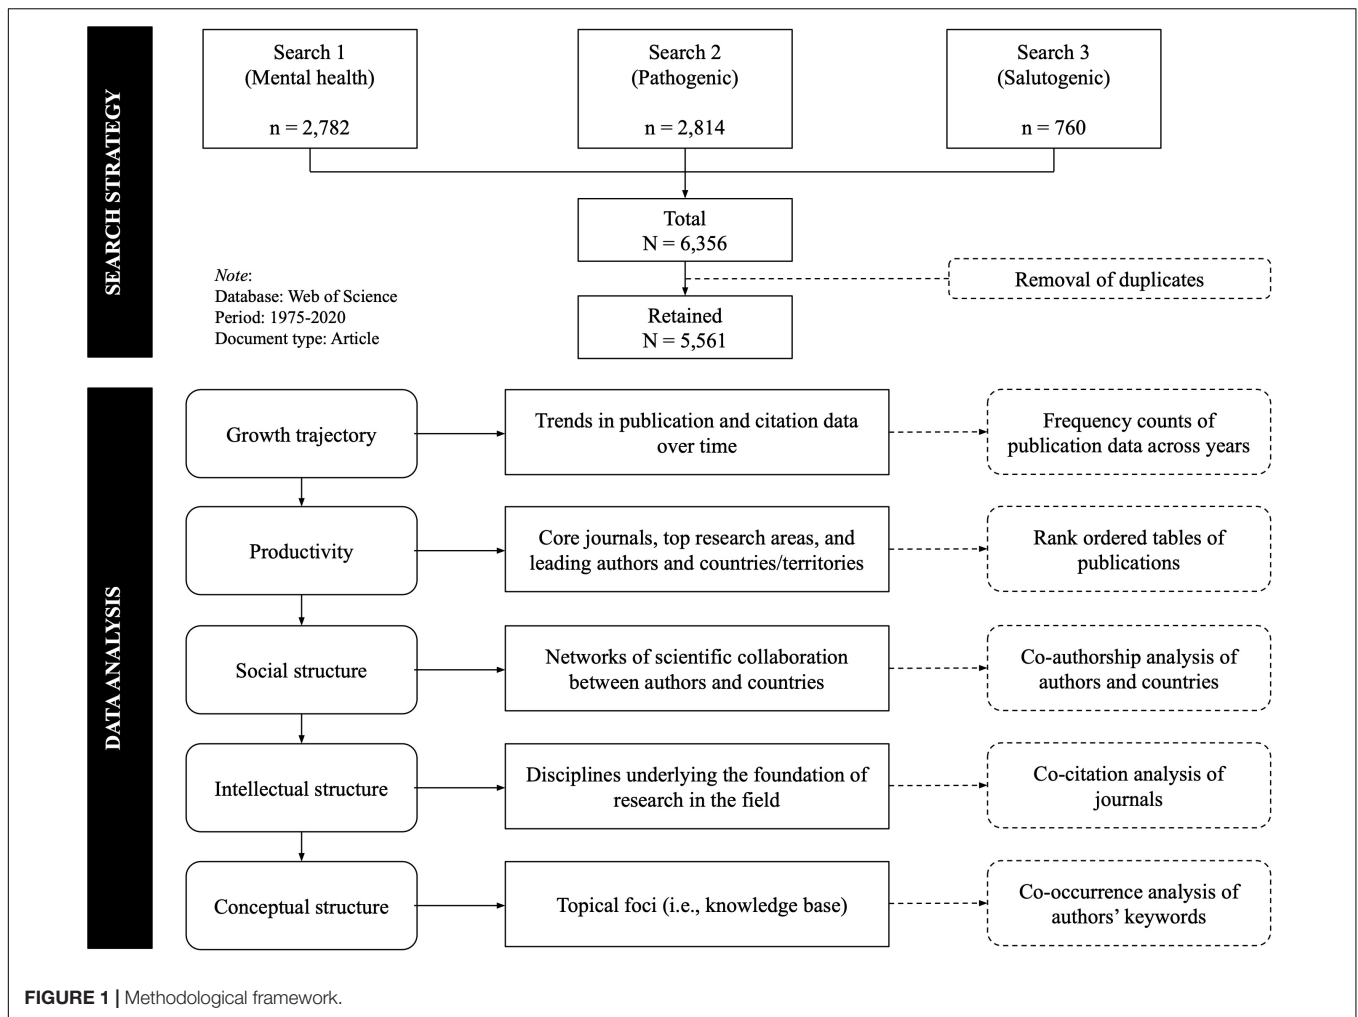 SEARCH STRATEGY
Search 1
(Mental health)
n = 2,782
Search 2
(Pathogenic)
n = 2,814
Search 3
(Salutogenic)
n = 760
Total
N = 6,356
Removal of duplicates
Note:
Database: Web of Science
Period: 1975-2020
Document type: Article
Retained
N = 5,561
DATA ANALYSIS
Growth trajectory
Trends in publication and citation data
over time
Frequency counts of
publication data across years
Productivity
Core journals, top research areas, and
leading authors and countries/territories
Rank ordered tables of
publications
Social structure
Networks of scientific collaboration
between authors and countries
Co-authorship analysis of
authors and countries
Intellectual structure
Disciplines underlying the foundation of
research in the field
Co-citation analysis of
journals
Conceptual structure
Topical foci (i.e., knowledge base)
Co-occurrence analysis of
authors’ keywords
FIGURE 1 | Methodological framework.